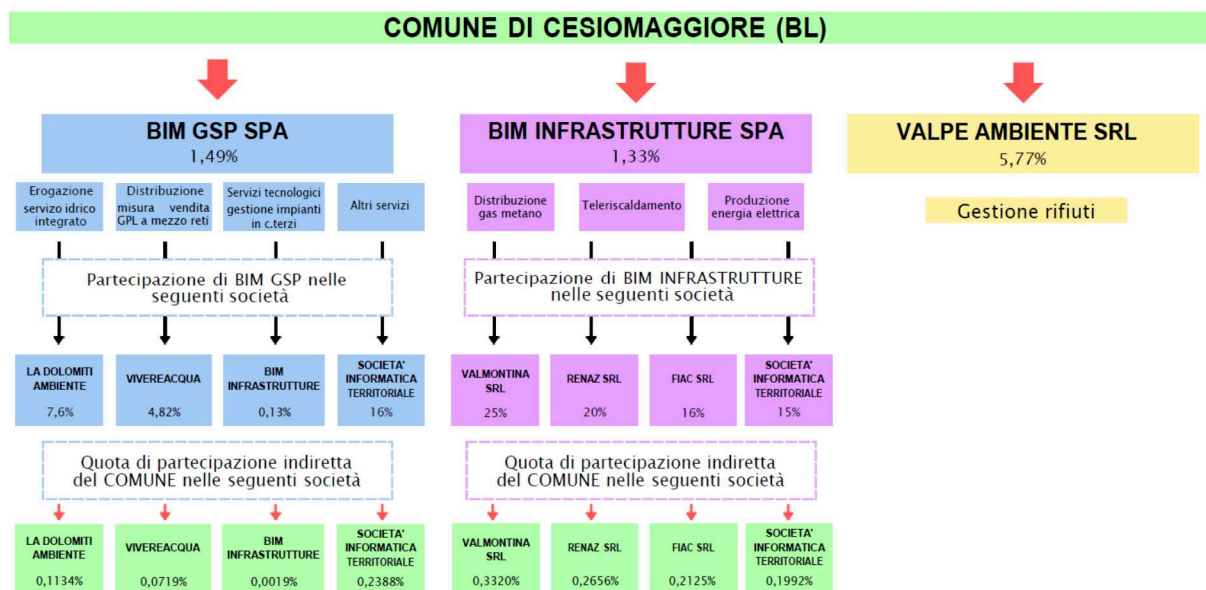 COMUNE DI CESIOMAGGIORE (BL)
BIM GSP SPA
1,49%
BIM INFRASTRUTTURE SPA
1,33%
VALPE AMBIENTE SRL
5,77%
Erogazione
servizo idrico
integrato
Distribuzione
misura vendita
GPL a mezzo reti
Servizi tecnologici
gestione impianti
in c.terzi
Altri servizi
Distribuzione
gas metano
Teleriscaldamento
Produzione
energia elettrica
Gestione rifiuti
Partecipazione di BIM GSP nelle
seguenti società
Partecipazione di BIM INFRASTRUTTURE
nelle seguenti società
LA DOLOMITI
AMBIENTE
7,6%
VIVEREACQUA
4,82%
BIM
INFRASTRUTTURE
0,13%
SOCIETA'
INFORMATICA
TERRITORIALE
16%
VALMONTINA
SRL
25%
RENAZ SRL
20%
FIAC SRL
16%
SOCIETA'
INFORMATICA
TERRITORIALE
15%
Quota di partecipazione indiretta
del COMUNE nelle seguenti società
Quota di partecipazione indiretta
del COMUNE nelle seguenti società
LA DOLOMITI
AMBIENTE
0,1134%
VIVEREACQUA
0,0719%
BIM
INFRASTRUTTURE
0,0019%
SOCIETA'
INFORMATICA
TERRITORIALE
0,2388%
VALMONTINA
SRL
0,3320%
RENAZ SRL
0,2656%
FIAC SRL
0,2125%
SOCIETA'
INFORMATICA
TERRITORIALE
0,1992%